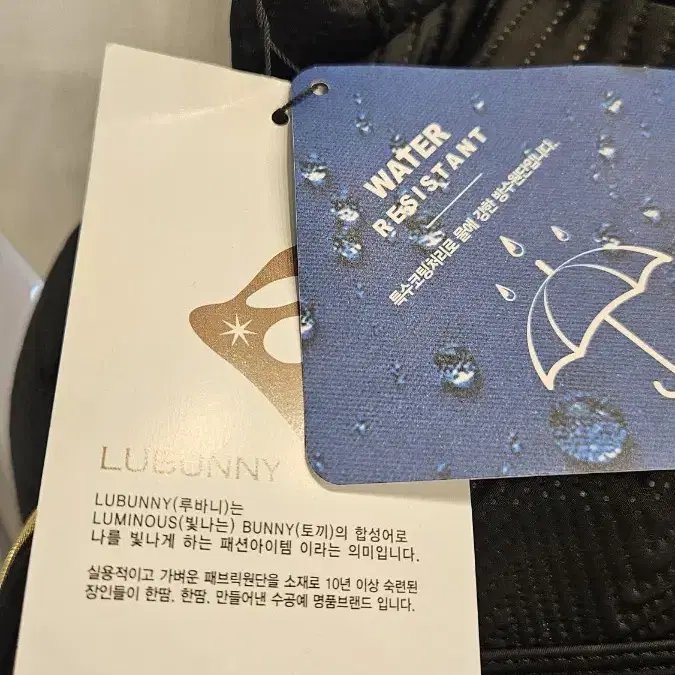 WATER
RESISTANT
특수코팅처리로 물에 강한 방수원단입니다.
LUBUNNY
LUBUNNY(루바니)는
LUMINOUS(빛나는) BUNNY(토끼)의 합성어로
나를 빛나게 하는 패션아이템 이라는 의미입니다.
실용적이고 가벼운 패브릭원단을 소재로 10년 이상 숙련된
장인들이 한땀. 한땀. 만들어낸 수공예 명품브랜드 입니다.